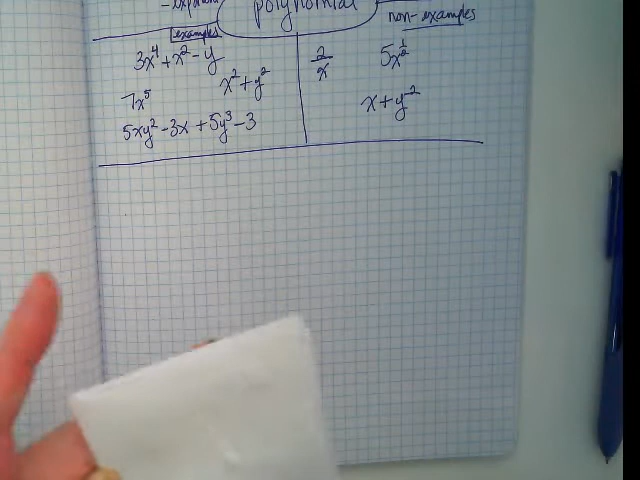 polynomial
examples
non-examples
3x⁴ + x² - y
x² + y²
7x⁵
5xy² - 3x + 5y³ - 3
2/x
5x^½
x + y⁻²